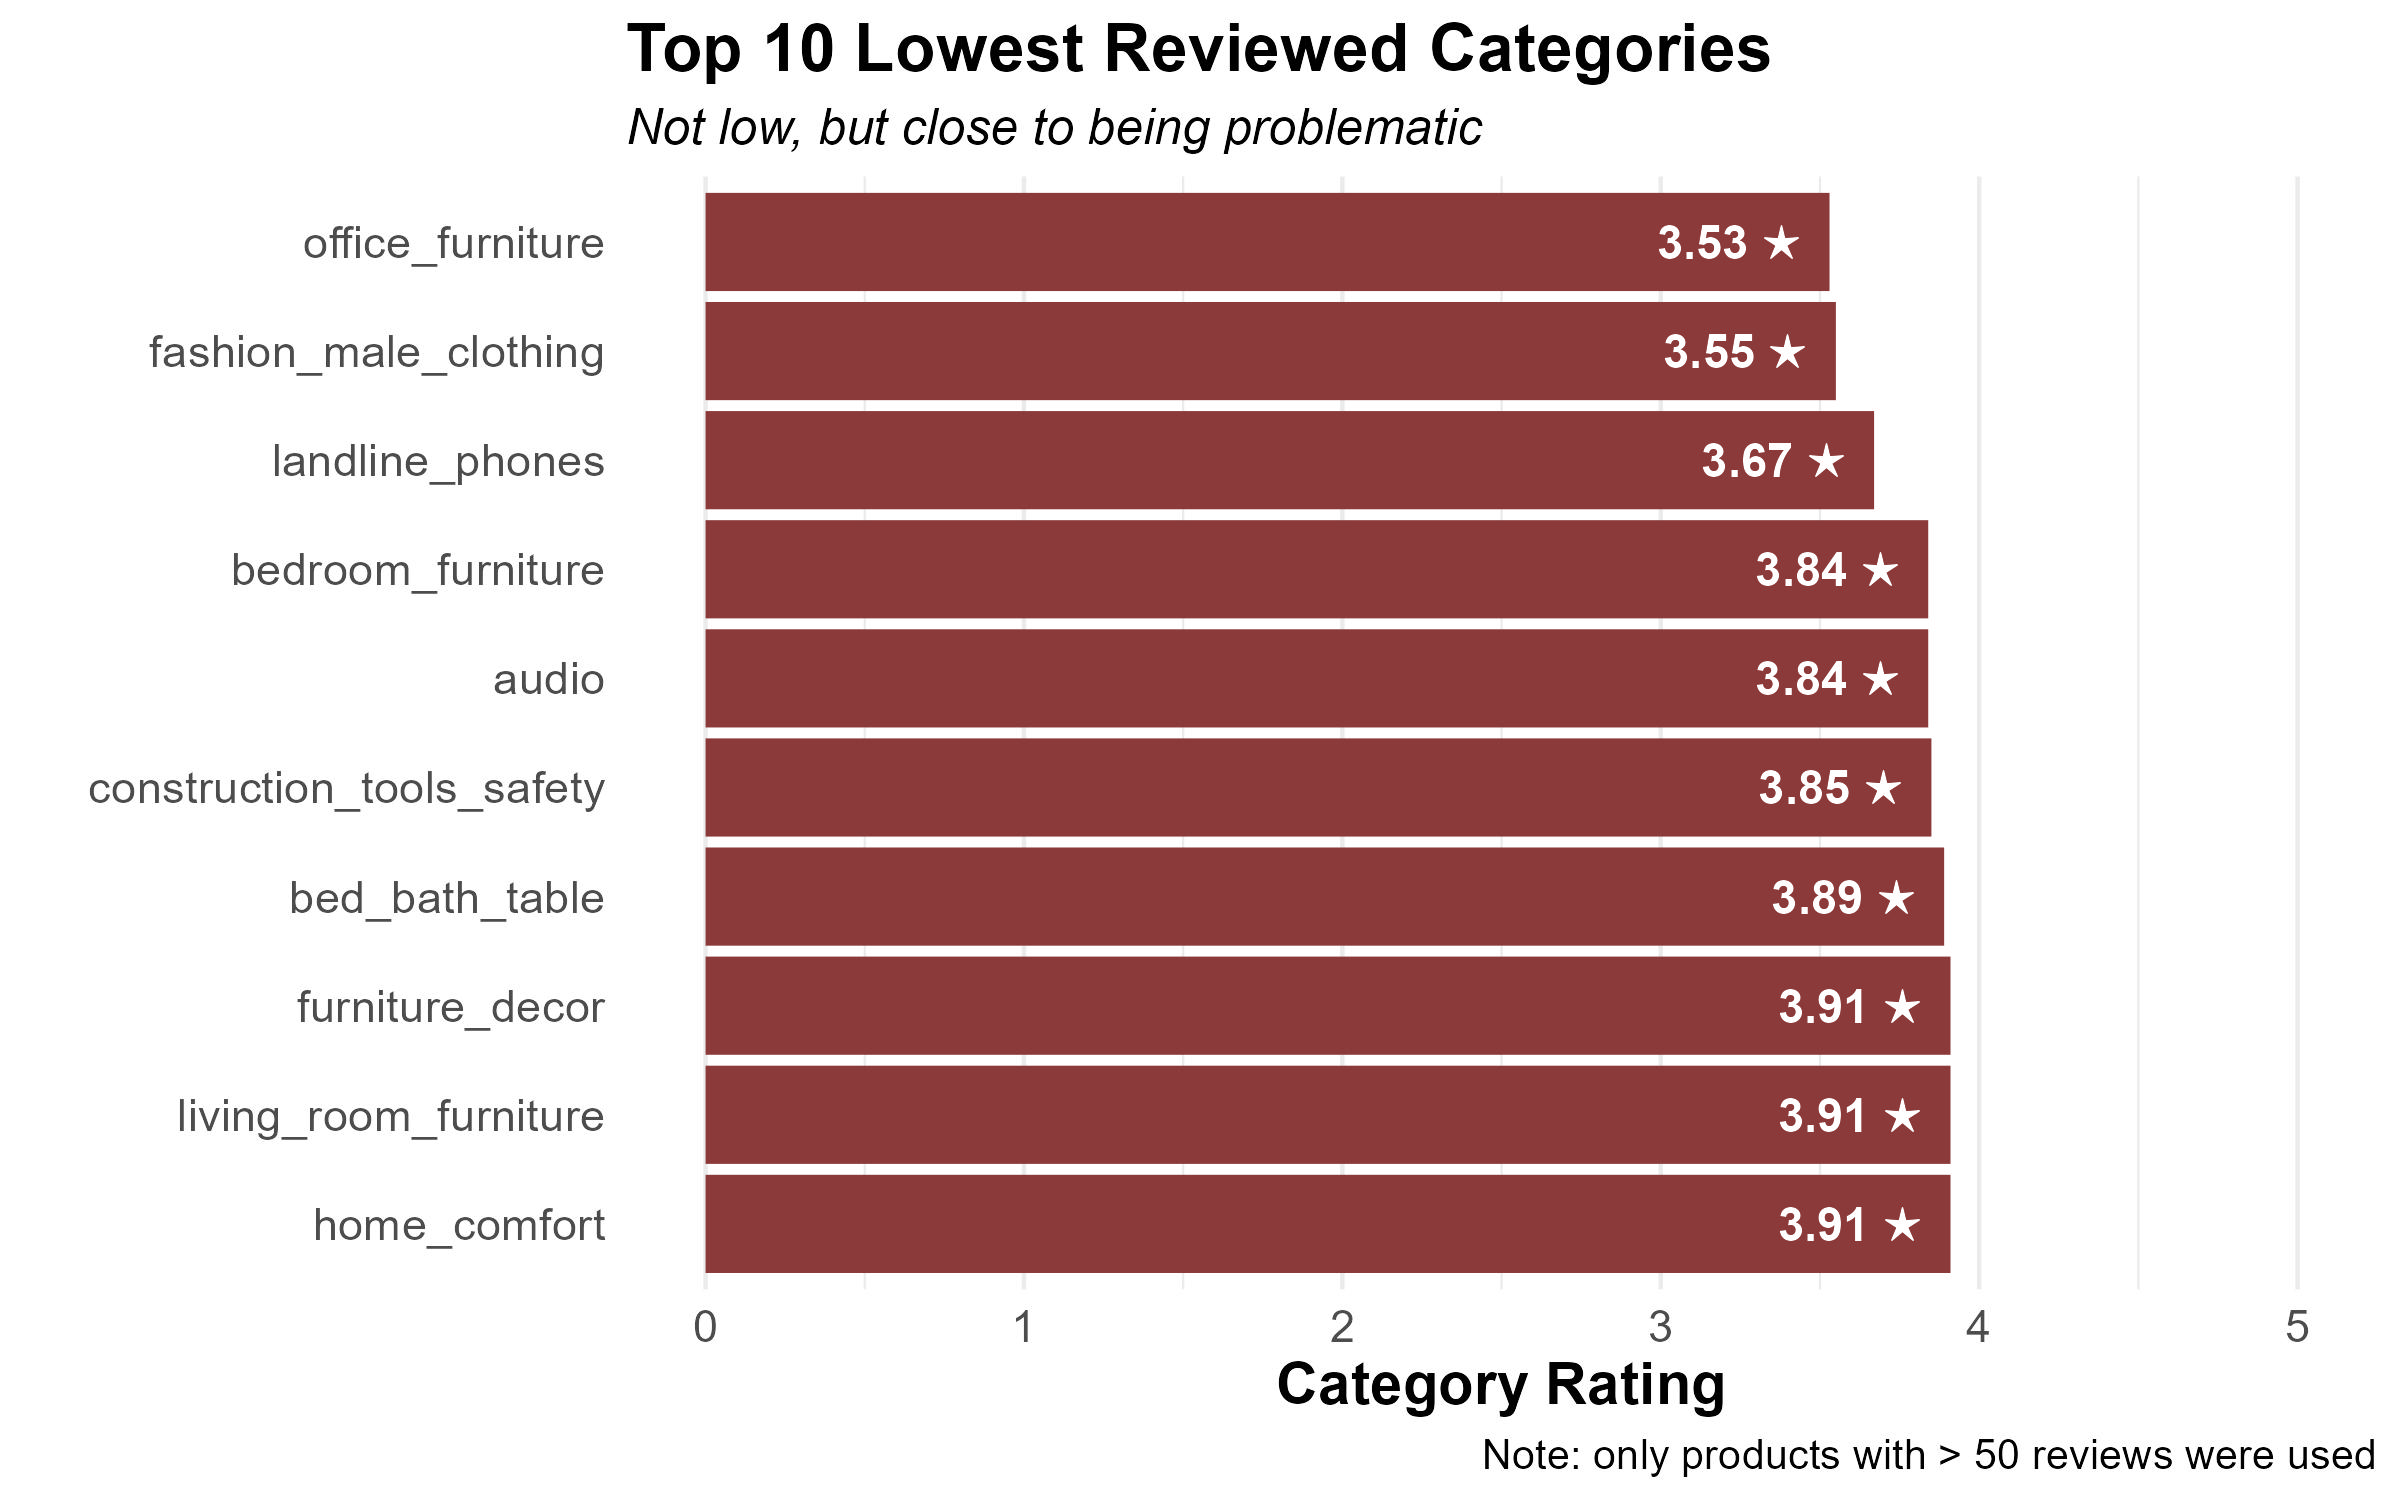 Top 10 Lowest Reviewed Categories
Not low, but close to being problematic
office_furniture 3.53 ★
fashion_male_clothing 3.55 ★
landline_phones 3.67 ★
bedroom_furniture 3.84 ★
audio 3.84 ★
construction_tools_safety 3.85 ★
bed_bath_table 3.89 ★
furniture_decor 3.91 ★
living_room_furniture 3.91 ★
home_comfort 3.91 ★
0 1 2 3 4 5
Category Rating
Note: only products with > 50 reviews were used